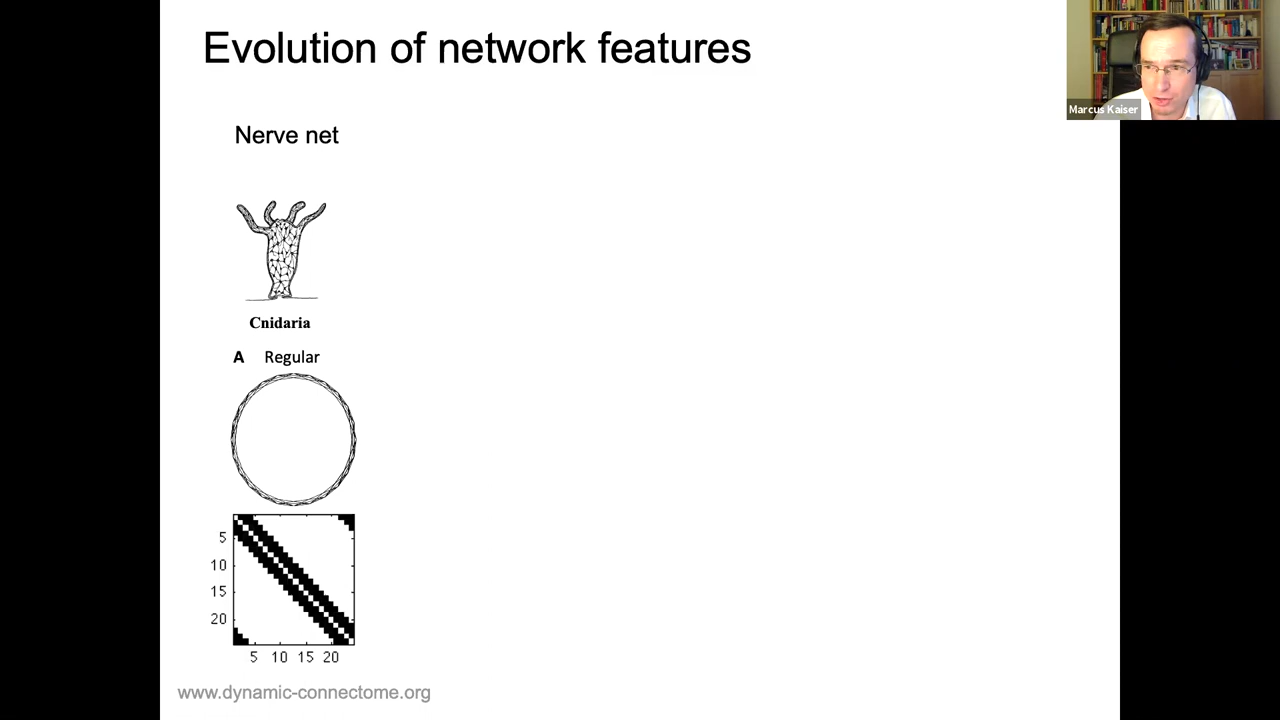 Evolution of network features
Marcus Kaiser
Nerve net
Cnidaria
A Regular
5
10
15
20
5 10 15 20
www.dynamic-connectome.org